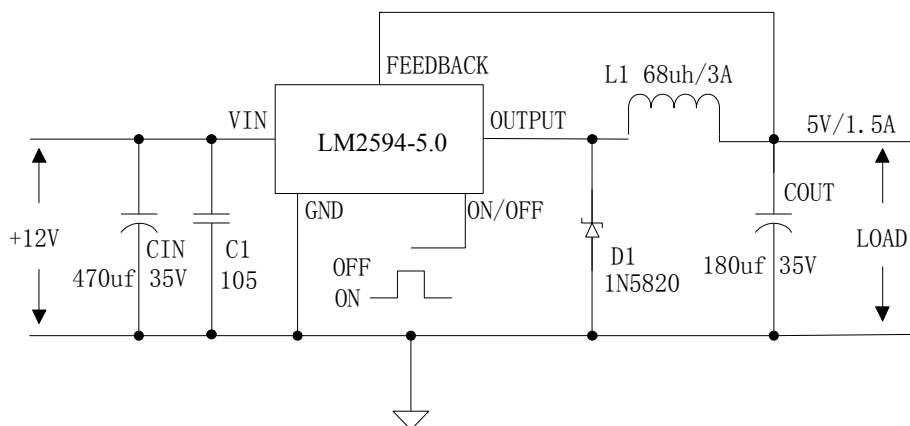 FEEDBACK
L1 68uh/3A
VIN
LM2594-5.0
OUTPUT
5V/1.5A
GND
ON/OFF
COUT
+12V
CIN
C1
OFF
D1
LOAD
470uf 35V
105
ON
1N5820
180uf 35V